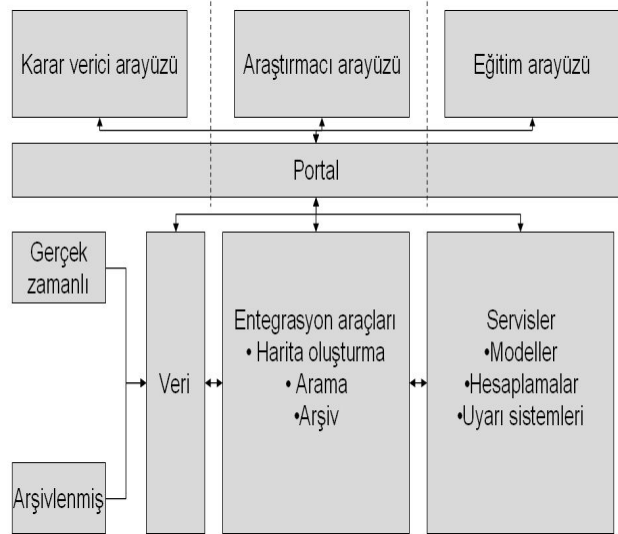 Karar verici arayüzü
Araştırmacı arayüzü
Eğitim arayüzü
Portal
Gerçek
zamanlı
Arşivlenmiş
Veri
Entegrasyon araçları
• Harita oluşturma
• Arama
•Arşiv
Servisler
•Modeller
•Hesaplamalar
•Uyarı sistemleri